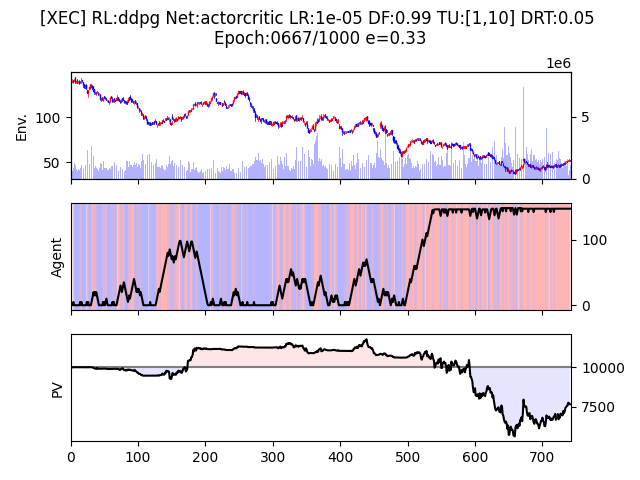 [XEC] RL:ddpg Net:actorcritic LR:1e-05 DF:0.99 TU:[1,10] DRT:0.05
Epoch:0667/1000 e=0.33
1e6
Env.
100
50
5
0
Agent
100
0
PV
10000
7500
0 100 200 300 400 500 600 700